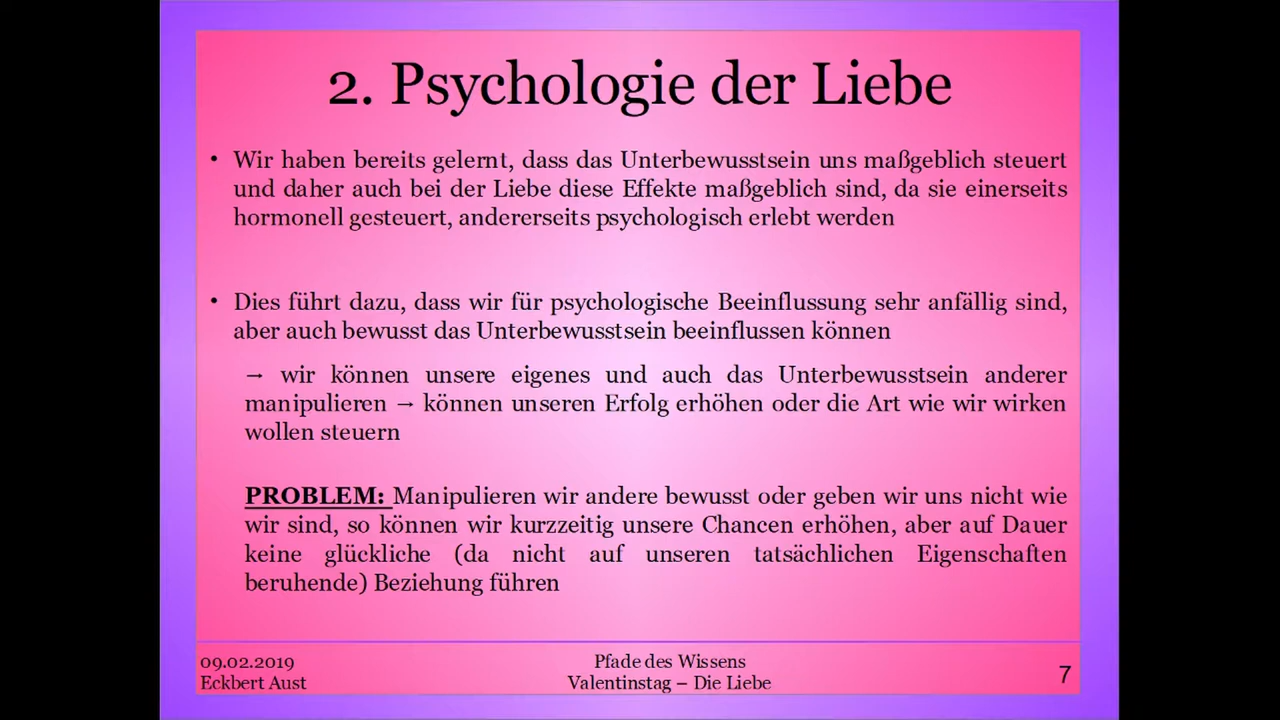 2. Psychologie der Liebe
• Wir haben bereits gelernt, dass das Unterbewusstsein uns maßgeblich steuert
und daher auch bei der Liebe diese Effekte maßgeblich sind, da sie einerseits
hormonell gesteuert, andererseits psychologisch erlebt werden
• Dies führt dazu, dass wir für psychologische Beeinflussung sehr anfällig sind,
aber auch bewusst das Unterbewusstsein beeinflussen können
→ wir können unsere eigenes und auch das Unterbewusstsein anderer
manipulieren → können unseren Erfolg erhöhen oder die Art wie wir wirken
wollen steuern
PROBLEM: Manipulieren wir andere bewusst oder geben wir uns nicht wie
wir sind, so können wir kurzzeitig unsere Chancen erhöhen, aber auf Dauer
keine glückliche (da nicht auf unseren tatsächlichen Eigenschaften
beruhende) Beziehung führen
09.02.2019
Eckbert Aust
Pfade des Wissens
Valentinstag – Die Liebe
7